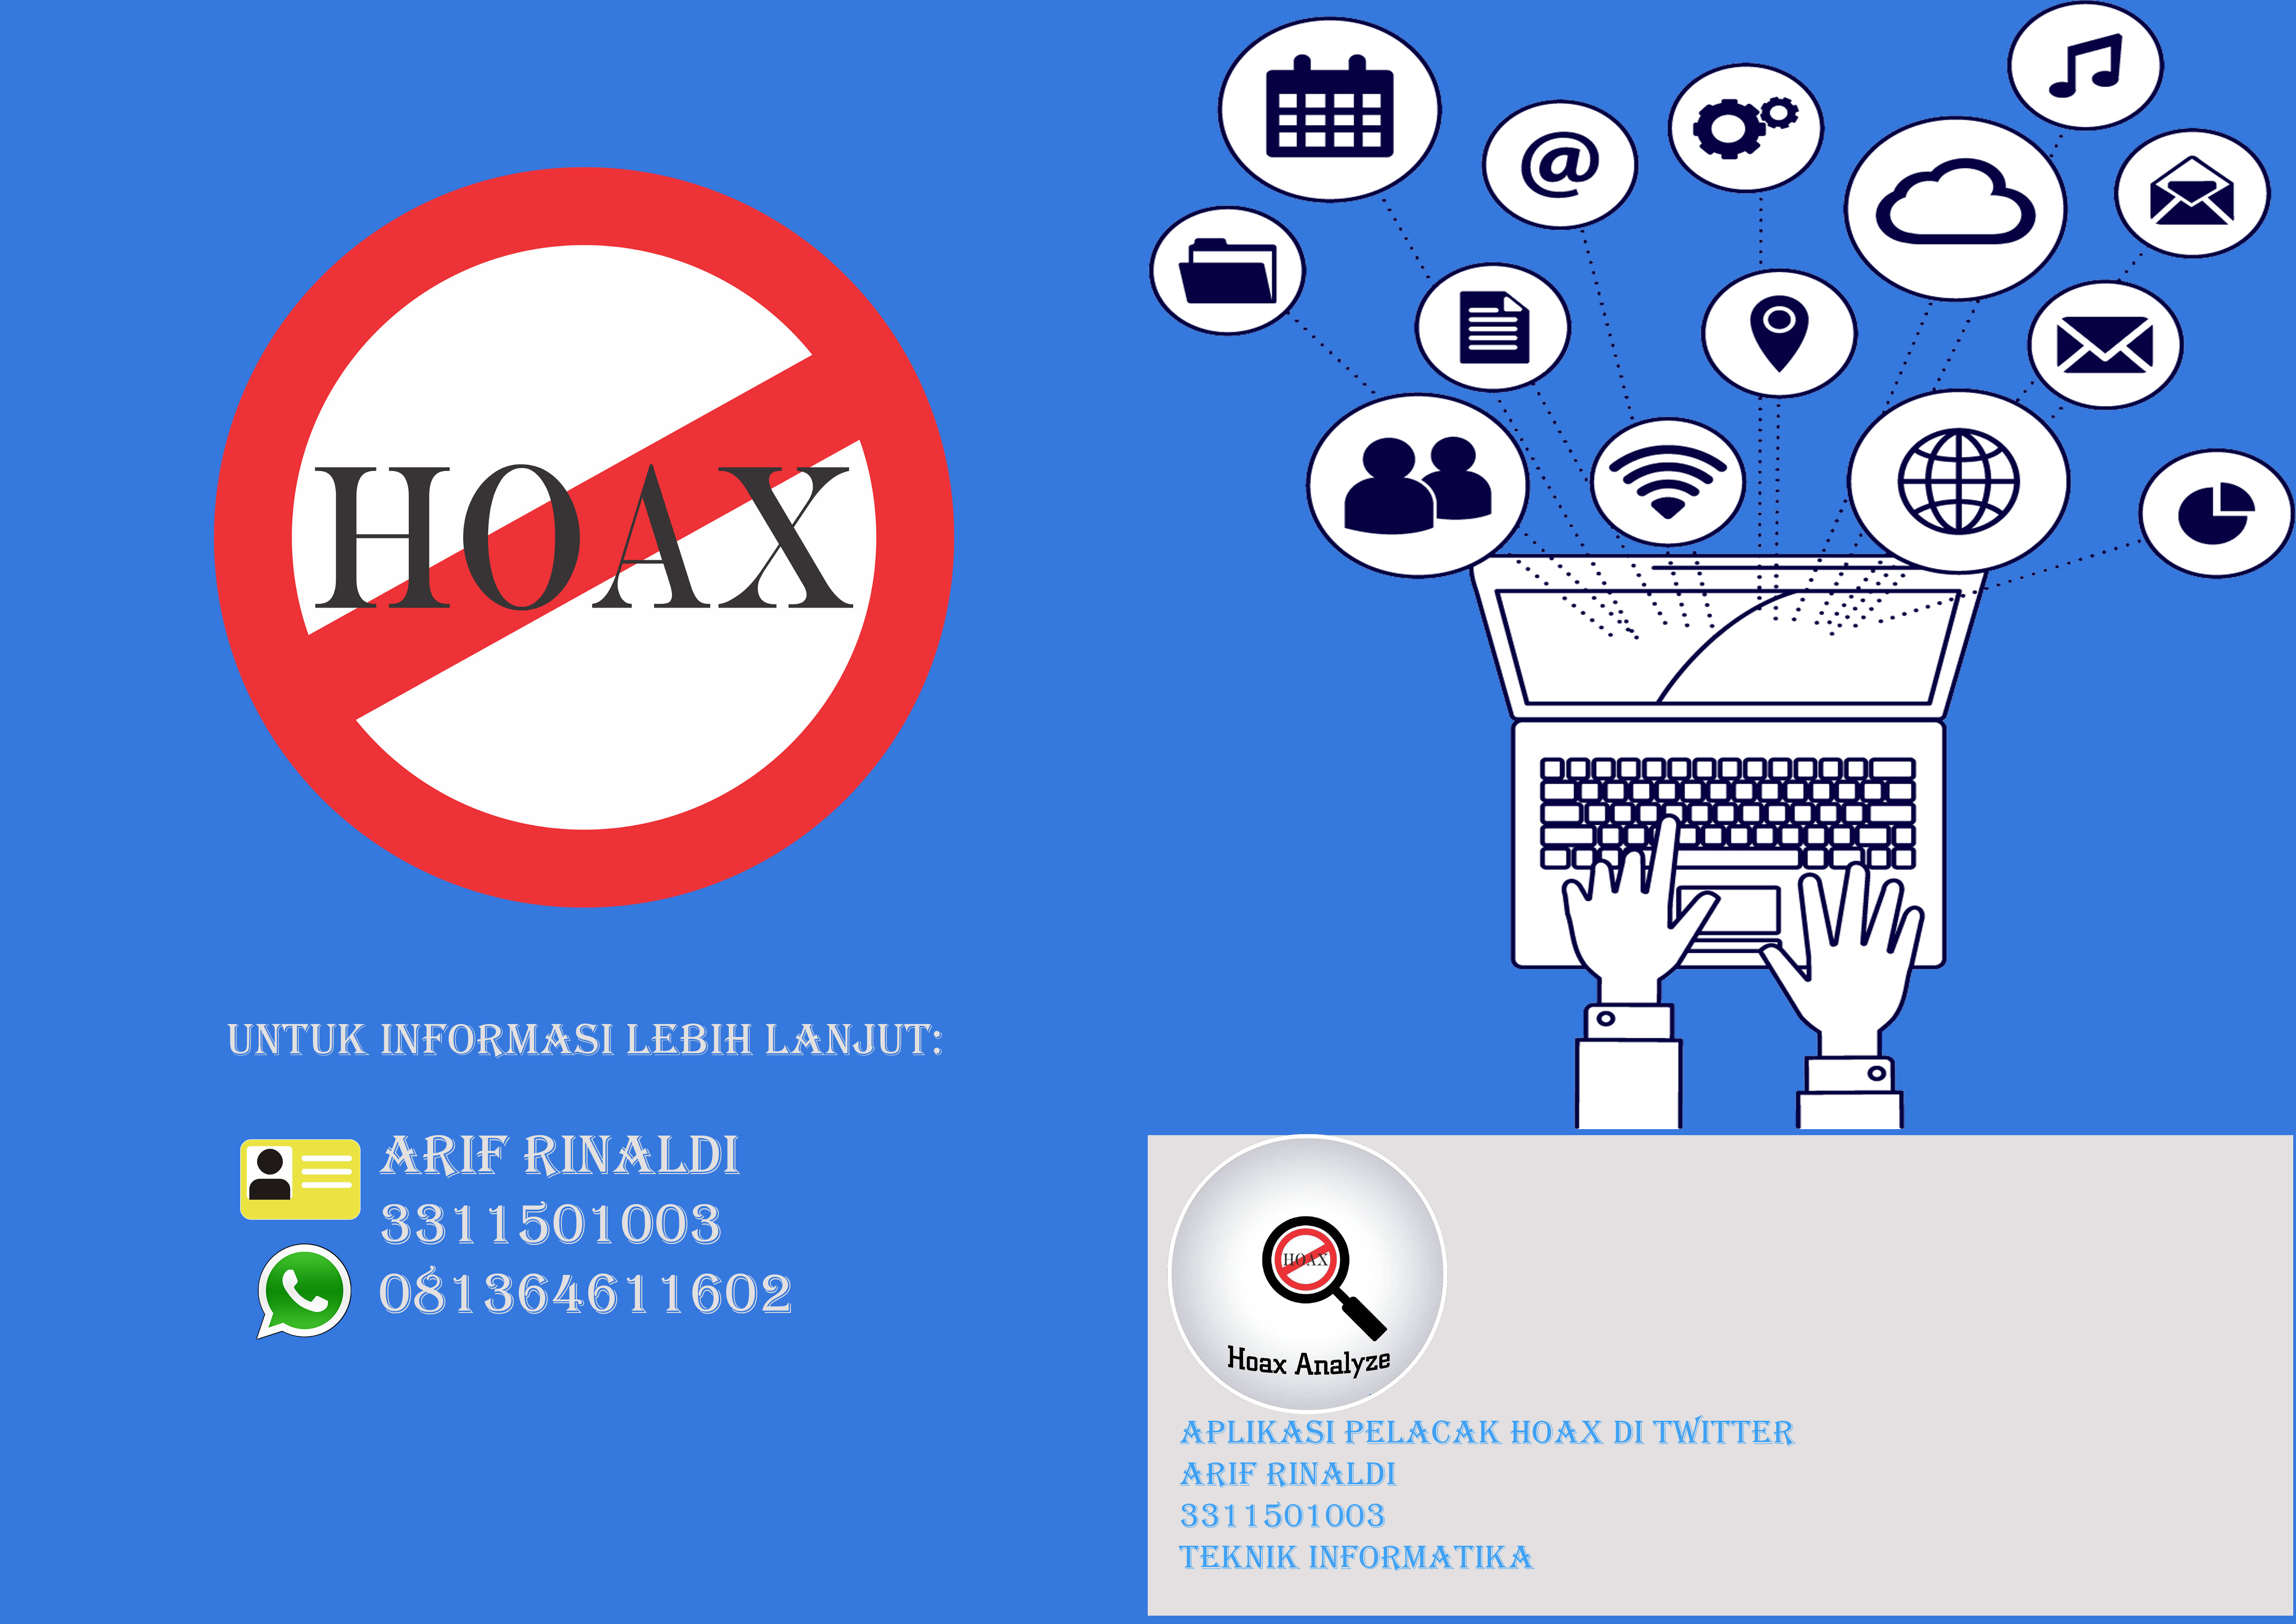 HOAX
UNTUK INFORMASI LEBIH LANJUT:
ARIF RINALDI
3311501003
081364611602
@
HOAX
Hoax Analyze
APLIKASI PELACAK HOAX DI TWITTER
ARIF RINALDI
3311501003
TEKNIK INFORMATIKA